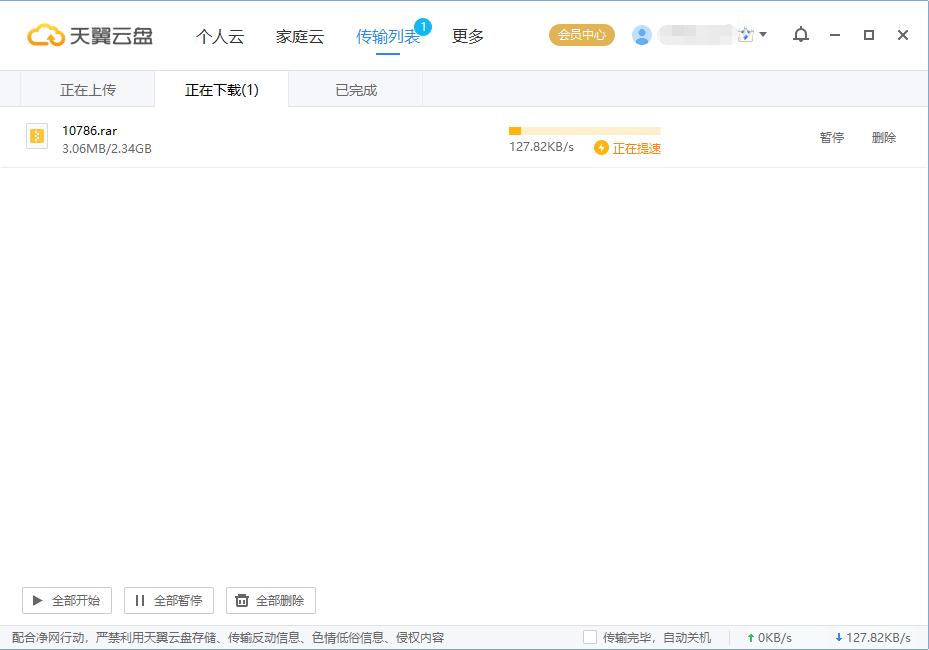 天翼云盘 个人云 家庭云 传输列表 1 更多 会员中心
正在上传 正在下载(1) 已完成
10786.rar
3.06MB/2.34GB
127.82KB/s 正在提速 暂停 删除
全部开始 全部暂停 全部删除
配合净网行动，严禁利用天翼云盘存储、传输反动信息、色情低俗信息、侵权内容 传输完毕，自动关机 0KB/s 127.82KB/s